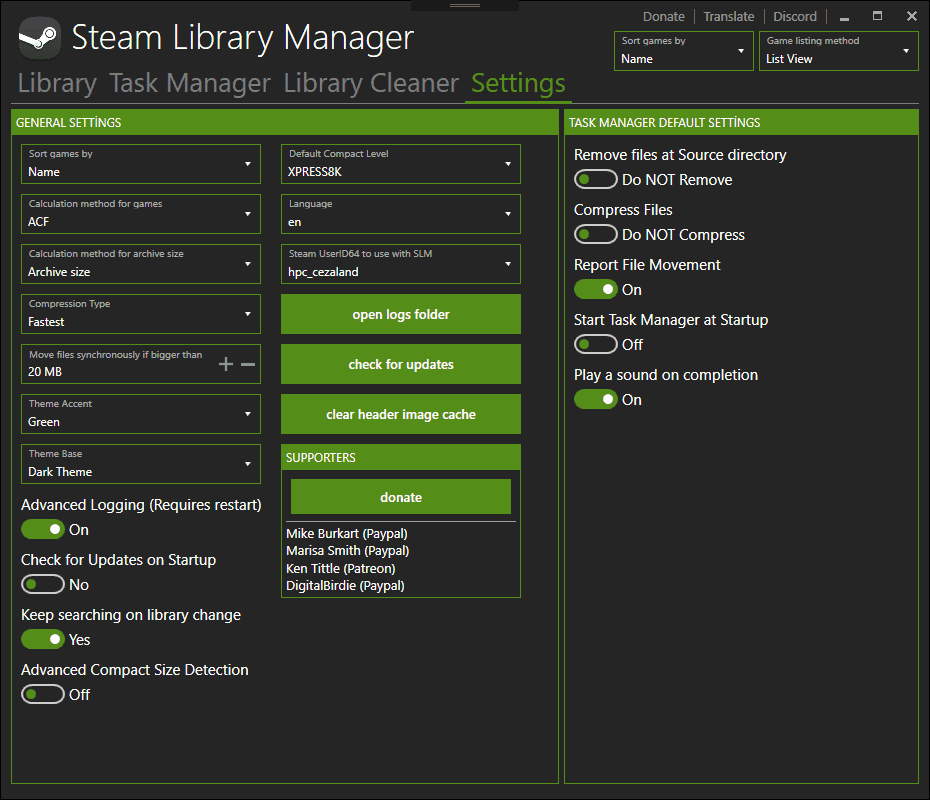 Donate
Translate
Discord
Steam Library Manager
Sort games by
Name
Game listing method
List View
Library
Task Manager
Library Cleaner
Settings
GENERAL SETTİNGS
Sort games by
Name
Calculation method for games
ACF
Calculation method for archive size
Archive size
Compression Type
Fastest
Move files synchronously if bigger than
20 MB
Theme Accent
Green
Theme Base
Dark Theme
Advanced Logging (Requires restart)
On
Check for Updates on Startup
No
Keep searching on library change
Yes
Advanced Compact Size Detection
Off
Default Compact Level
XPRESS8K
Language
en
Steam UserID64 to use with SLM
hpc_cezaland
open logs folder
check for updates
clear header image cache
SUPPORTERS
donate
Mike Burkart (Paypal)
Marisa Smith (Paypal)
Ken Tittle (Patreon)
DigitalBirdie (Paypal)
TASK MANAGER DEFAULT SETTİNGS
Remove files at Source directory
Do NOT Remove
Compress Files
Do NOT Compress
Report File Movement
On
Start Task Manager at Startup
Off
Play a sound on completion
On